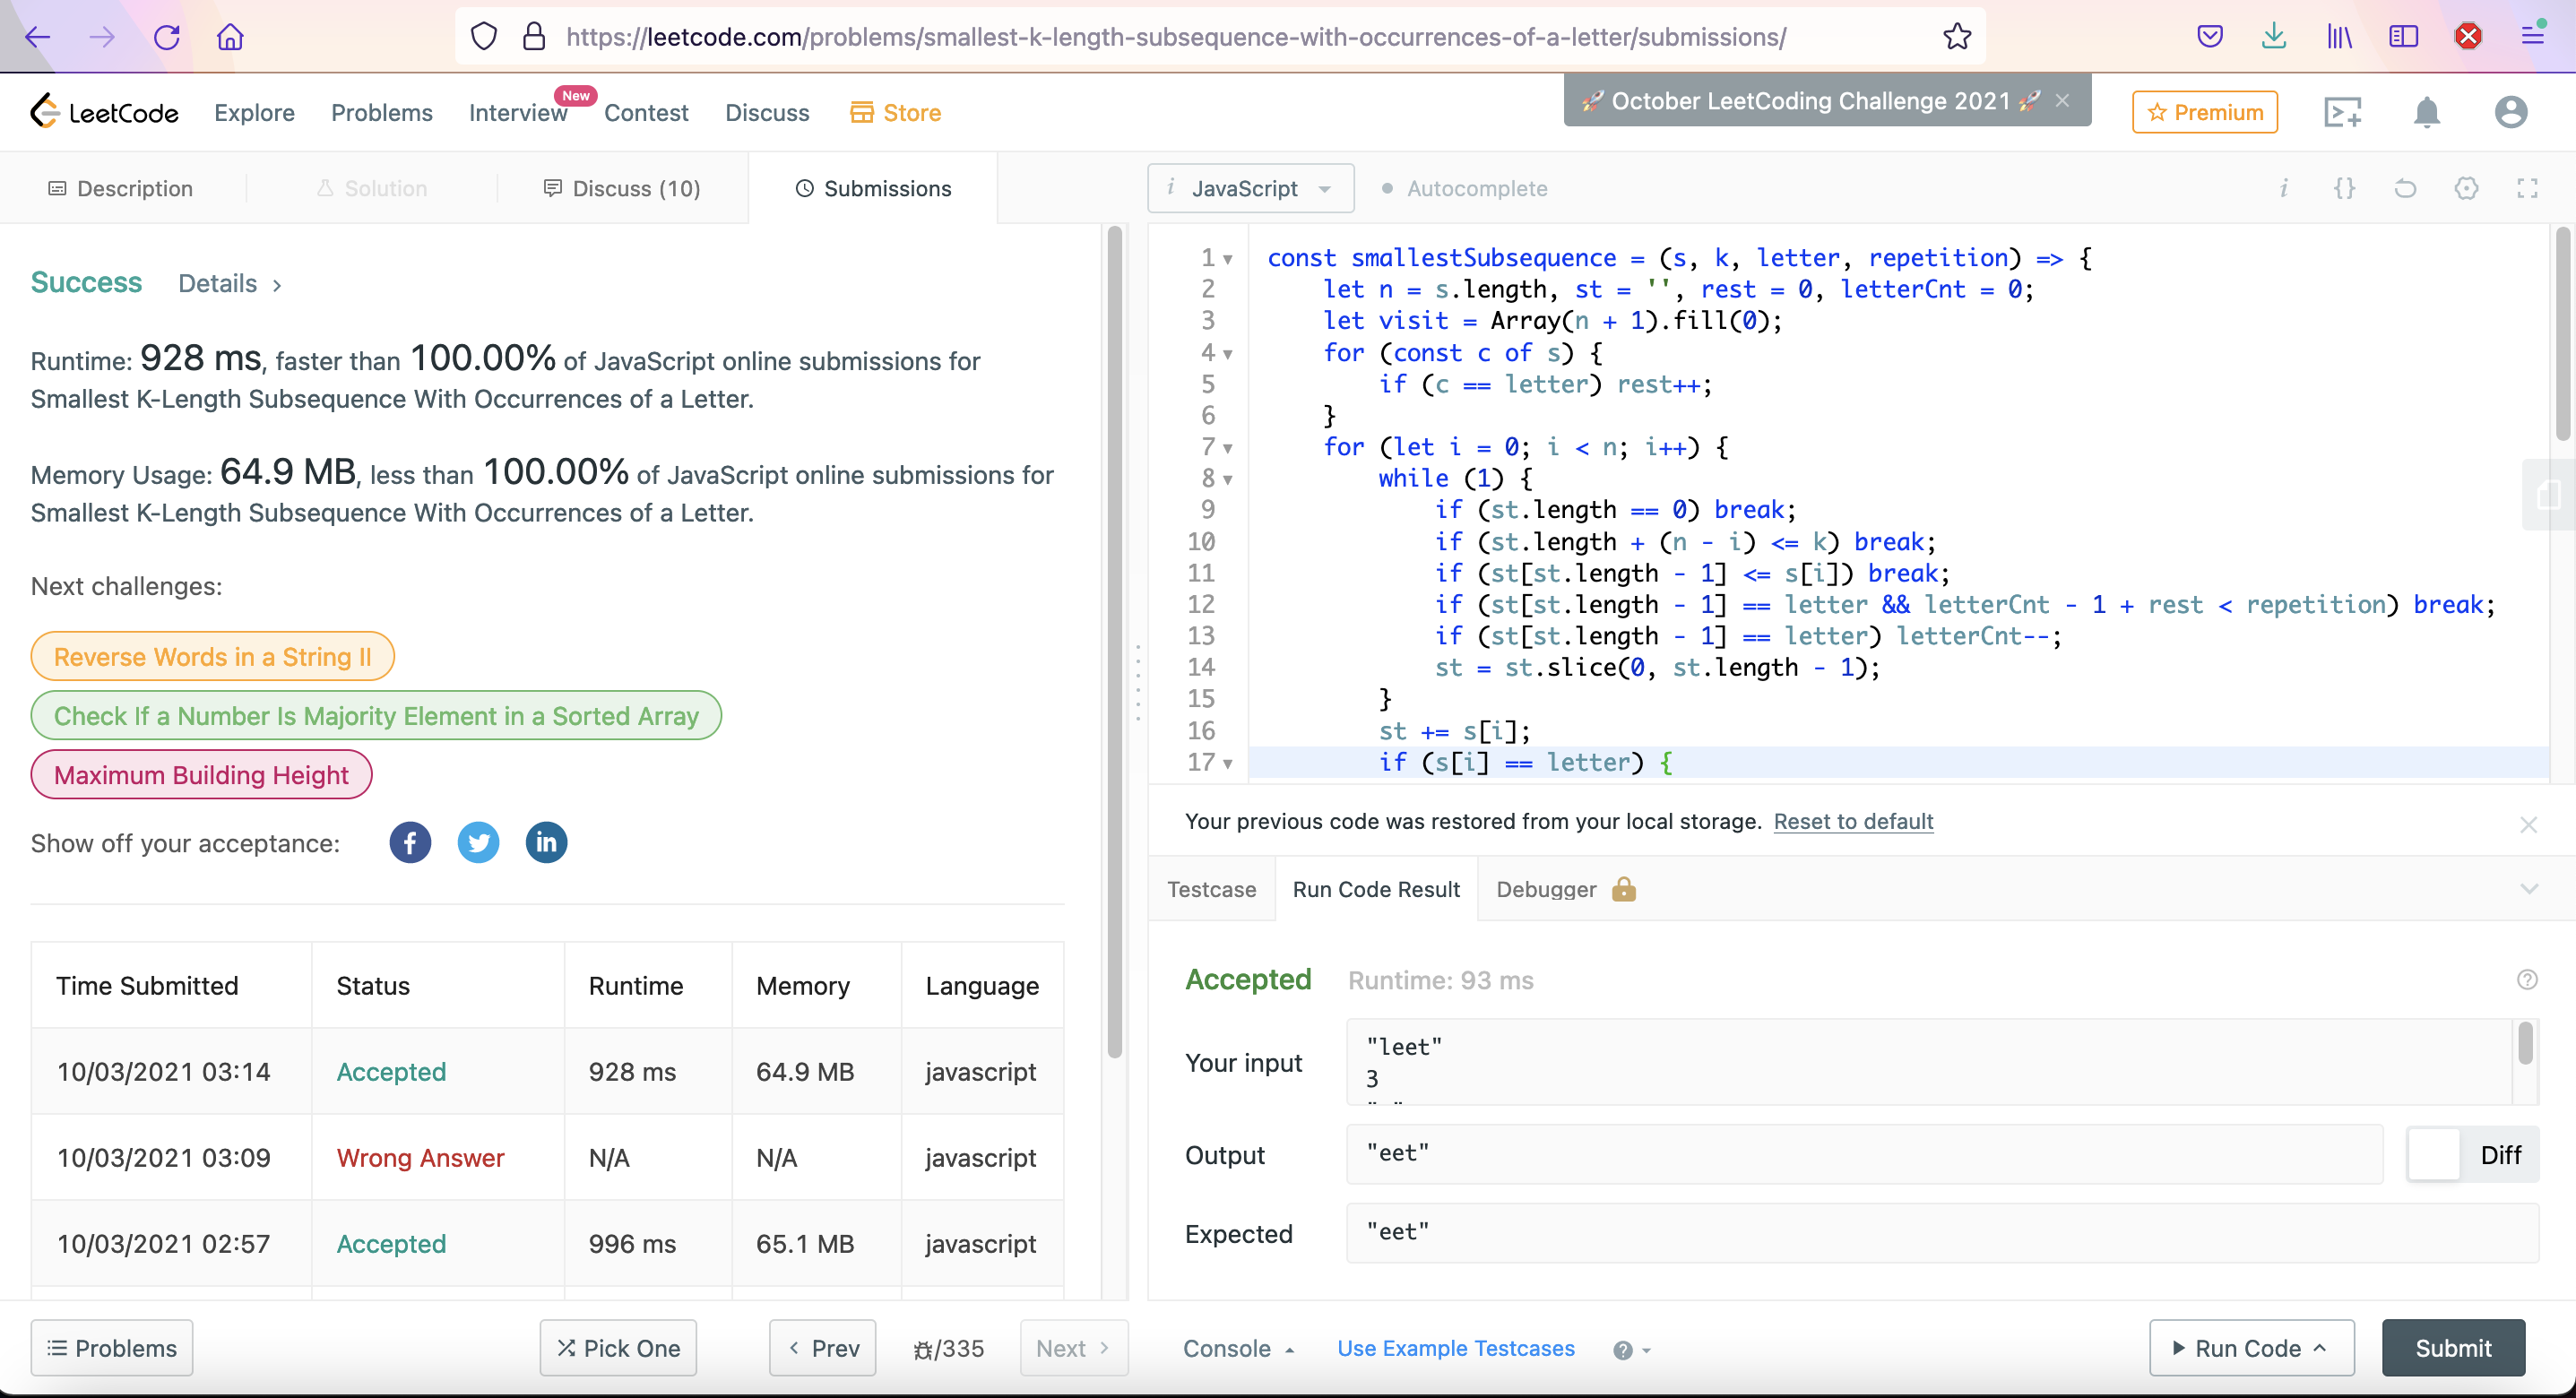 https://leetcode.com/problems/smallest-k-length-subsequence-with-occurrences-of-a-letter/submissions/
LeetCode
Explore
Problems
Interview
New
Contest
Discuss
Store
🚀 October LeetCoding Challenge 2021 🚀
Premium
Description
Solution
Discuss (10)
Submissions
i JavaScript
Autocomplete
Success
Details
Runtime: 928 ms, faster than 100.00% of JavaScript online submissions for
Smallest K-Length Subsequence With Occurrences of a Letter.
Memory Usage: 64.9 MB, less than 100.00% of JavaScript online submissions for
Smallest K-Length Subsequence With Occurrences of a Letter.
Next challenges:
Reverse Words in a String II
Check If a Number Is Majority Element in a Sorted Array
Maximum Building Height
Show off your acceptance:
Time Submitted Status Runtime Memory Language
10/03/2021 03:14 Accepted 928 ms 64.9 MB javascript
10/03/2021 03:09 Wrong Answer N/A N/A javascript
10/03/2021 02:57 Accepted 996 ms 65.1 MB javascript
Problems
Pick One
Prev
/335
Next
1 const smallestSubsequence = (s, k, letter, repetition) => {
2 let n = s.length, st = '', rest = 0, letterCnt = 0;
3 let visit = Array(n + 1).fill(0);
4 for (const c of s) {
5 if (c == letter) rest++;
6 }
7 for (let i = 0; i < n; i++) {
8 while (1) {
9 if (st.length == 0) break;
10 if (st.length + (n - i) <= k) break;
11 if (st[st.length - 1] <= s[i]) break;
12 if (st[st.length - 1] == letter && letterCnt - 1 + rest < repetition) break;
13 if (st[st.length - 1] == letter) letterCnt--;
14 st = st.slice(0, st.length - 1);
15 }
16 st += s[i];
17 if (s[i] == letter) {
Your previous code was restored from your local storage. Reset to default
Testcase
Run Code Result
Debugger
Accepted
Runtime: 93 ms
Your input
"leet"
3
Output
"eet"
Diff
Expected
"eet"
Console
Use Example Testcases
Run Code
Submit